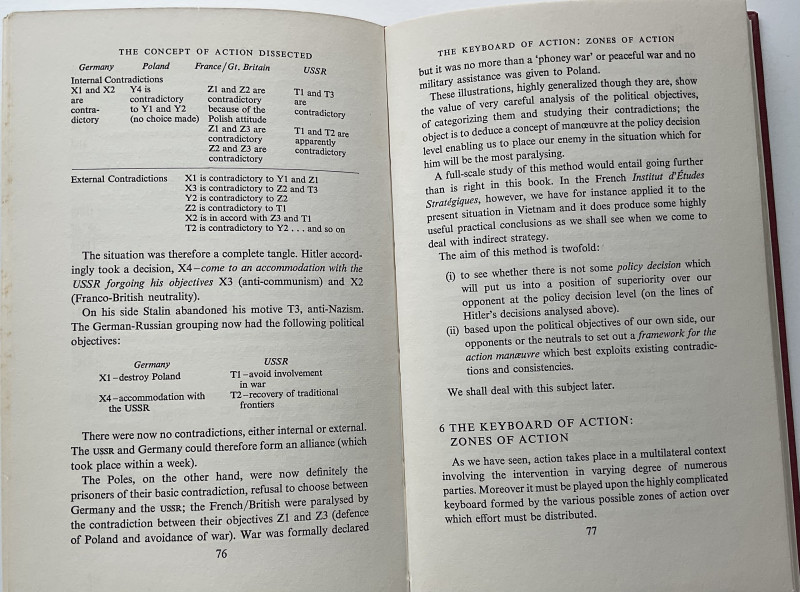 THE CONCEPT OF ACTION DISSECTED
Germany Poland France/Gt. Britain USSR
Internal Contradictions
X1 and X2 Y4 is Z1 and Z2 are T1 and T3
are contradictory contradictory are
contra- to Y1 and Y2 because of the contradictory
dictory (no choice made) Polish attitude
Z1 and Z3 are T1 and T2 are
contradictory apparently
Z2 and Z3 are contradictory
contradictory
External Contradictions X1 is contradictory to Y1 and Z1
X3 is contradictory to Z2 and T3
Y2 is contradictory to Z2
Z2 is contradictory to T1
X2 is in accord with Z3 and T1
T2 is contradictory to Y2 . . . and so on
The situation was therefore a complete tangle. Hitler accord-
ingly took a decision, X4–come to an accommodation with the
USSR forgoing his objectives X3 (anti-communism) and X2
(Franco-British neutrality).
On his side Stalin abandoned his motive T3, anti-Nazism.
The German-Russian grouping now had the following political
objectives:
Germany USSR
X1–destroy Poland T1–avoid involvement
in war
X4–accommodation with T2–recovery of traditional
the USSR frontiers
There were now no contradictions, either internal or external.
The USSR and Germany could therefore form an alliance (which
took place within a week).
The Poles, on the other hand, were now definitely the
prisoners of their basic contradiction, refusal to choose between
Germany and the USSR; the French/British were paralysed by
the contradiction between their objectives Z1 and Z3 (defence
of Poland and avoidance of war). War was formally declared
76
THE KEYBOARD OF ACTION: ZONES OF ACTION
but it was no more than a 'phoney war' or peaceful war and no
military assistance was given to Poland.
These illustrations, highly generalized though they are, show
the value of very careful analysis of the political objectives,
of categorizing them and studying their contradictions; the
object is to deduce a concept of manœuvre at the policy decision
level enabling us to place our enemy in the situation which for
him will be the most paralysing.
A full-scale study of this method would entail going further
than is right in this book. In the French Institut d'Études
Stratégiques, however, we have for instance applied it to the
present situation in Vietnam and it does produce some highly
useful practical conclusions as we shall see when we come to
deal with indirect strategy.
The aim of this method is twofold:
(i) to see whether there is not some policy decision which
will put us into a position of superiority over our
opponent at the policy decision level (on the lines of
Hitler's decisions analysed above).
(ii) based upon the political objectives of our own side, our
opponents or the neutrals to set out a framework for the
action manœuvre which best exploits existing contradic-
tions and consistencies.
We shall deal with this subject later.
6 THE KEYBOARD OF ACTION:
ZONES OF ACTION
As we have seen, action takes place in a multilateral context
involving the intervention in varying degree of numerous
parties. Moreover it must be played upon the highly complicated
keyboard formed by the various possible zones of action over
which effort must be distributed.
77